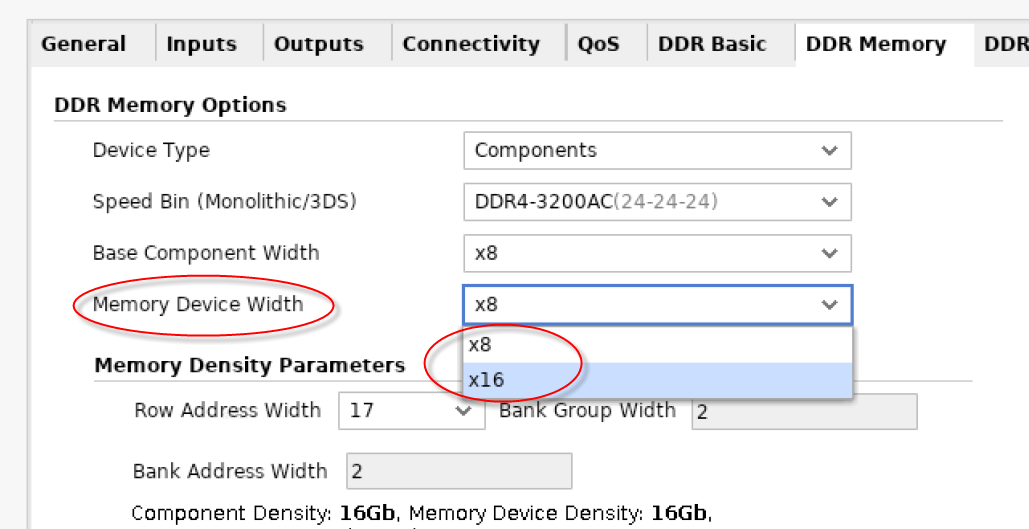 General Inputs Outputs Connectivity QoS DDR Basic DDR Memory DDR
DDR Memory Options
Device Type Components
Speed Bin (Monolithic/3DS) DDR4-3200AC(24-24-24)
Base Component Width x8
Memory Device Width x8
x8
Memory Density Parameters
x16
Row Address Width 17 Bank Group Width 2
Bank Address Width 2
Component Density: 16Gb, Memory Device Density: 16Gb,